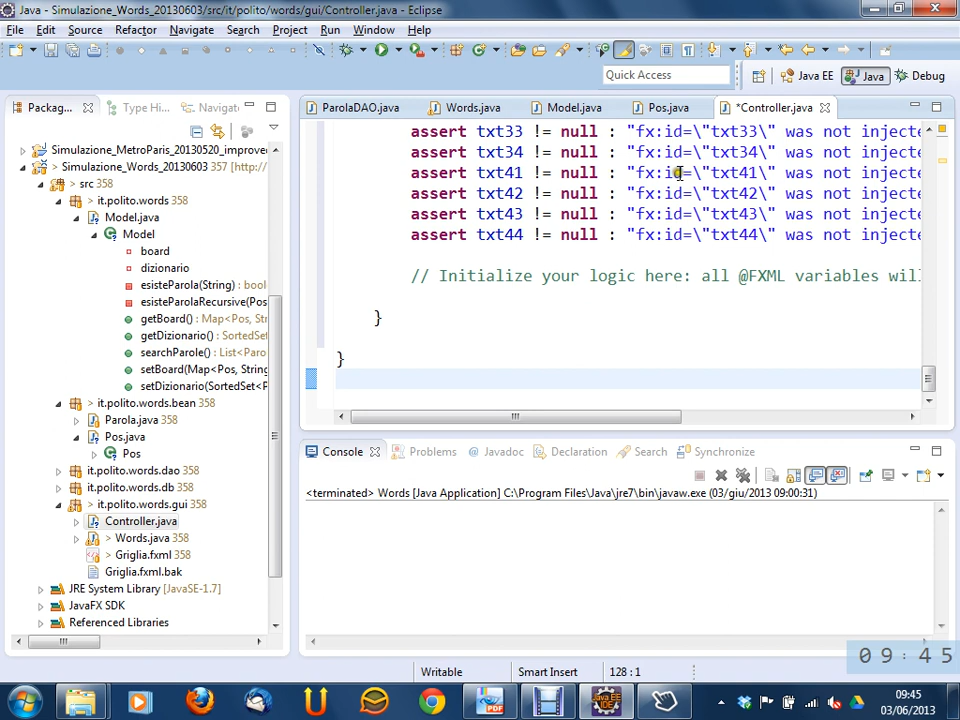 Java - Simulazione_Words_20130603/src/it/polito/words/gui/Controller.java - Eclipse
File Edit Source Refactor Navigate Search Project Run Window Help
Quick Access
Java EE Java Debug
Packag... Type Hi... Navigat
ParolaDAO.java Words.java Model.java Pos.java *Controller.java
Simulazione_MetroParis_20130520_improve
Simulazione_Words_20130603 357 [http://
src 358
it.polito.words 358
Model.java
Model
board
dizionario
esisteParola(String) : bool
esisteParolaRecursive(Pos
getBoard() : Map<Pos, Str
getDizionario() : SortedSet
searchParole() : List<Paro
setBoard(Map<Pos, String
setDizionario(SortedSet<P
it.polito.words.bean 358
Parola.java 358
Pos.java
Pos
it.polito.words.dao 358
it.polito.words.db 358
it.polito.words.gui 358
Controller.java
Words.java 358
Griglia.fxml 358
Griglia.fxml.bak
JRE System Library [JavaSE-1.7]
JavaFX SDK
Referenced Libraries
assert txt33 != null : "fx:id=\"txt33\" was not injecte
assert txt34 != null : "fx:id=\"txt34\" was not injecte
assert txt41 != null : "fx:id=\"txt41\" was not injecte
assert txt42 != null : "fx:id=\"txt42\" was not injecte
assert txt43 != null : "fx:id=\"txt43\" was not injecte
assert txt44 != null : "fx:id=\"txt44\" was not injecte
// Initialize your logic here: all @FXML variables will
}
}
Console Problems Javadoc Declaration Search Synchronize
<terminated> Words [Java Application] C:\Program Files\Java\jre7\bin\javaw.exe (03/giu/2013 09:00:31)
09:45
Writable Smart Insert 128 : 1
09:45
03/06/2013